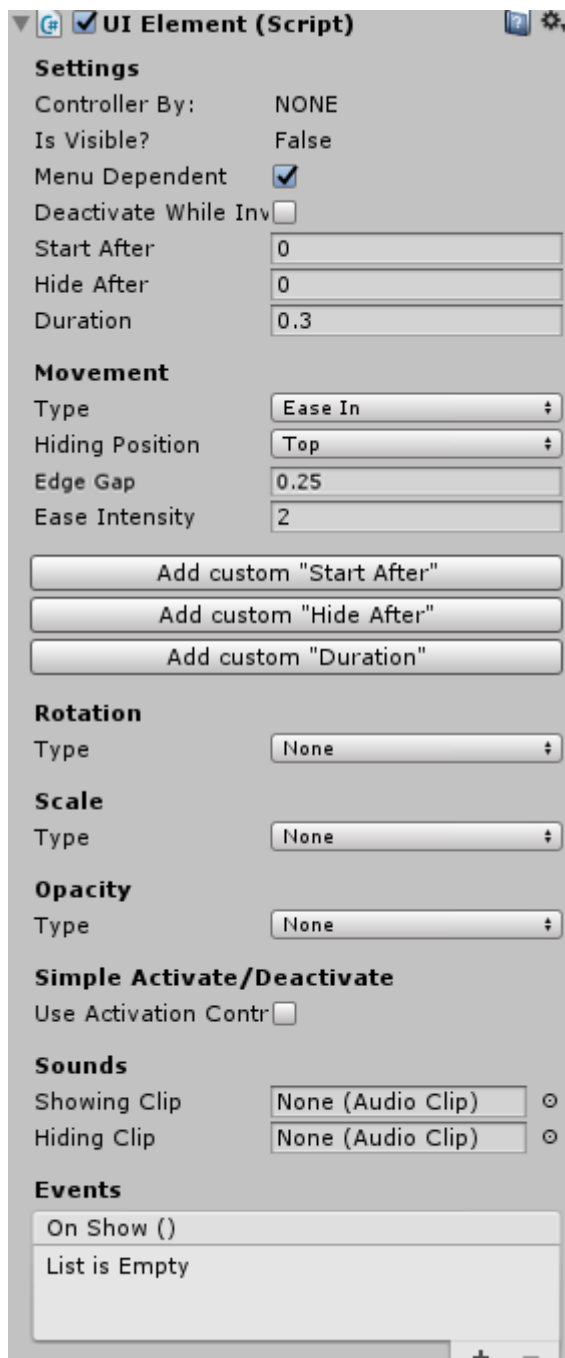 UI Element (Script)
Settings
Controller By: NONE
Is Visible? False
Menu Dependent
Deactivate While Inv
Start After 0
Hide After 0
Duration 0.3
Movement
Type Ease In
Hiding Position Top
Edge Gap 0.25
Ease Intensity 2
Add custom "Start After"
Add custom "Hide After"
Add custom "Duration"
Rotation
Type None
Scale
Type None
Opacity
Type None
Simple Activate/Deactivate
Use Activation Contr
Sounds
Showing Clip None (Audio Clip)
Hiding Clip None (Audio Clip)
Events
On Show ()
List is Empty